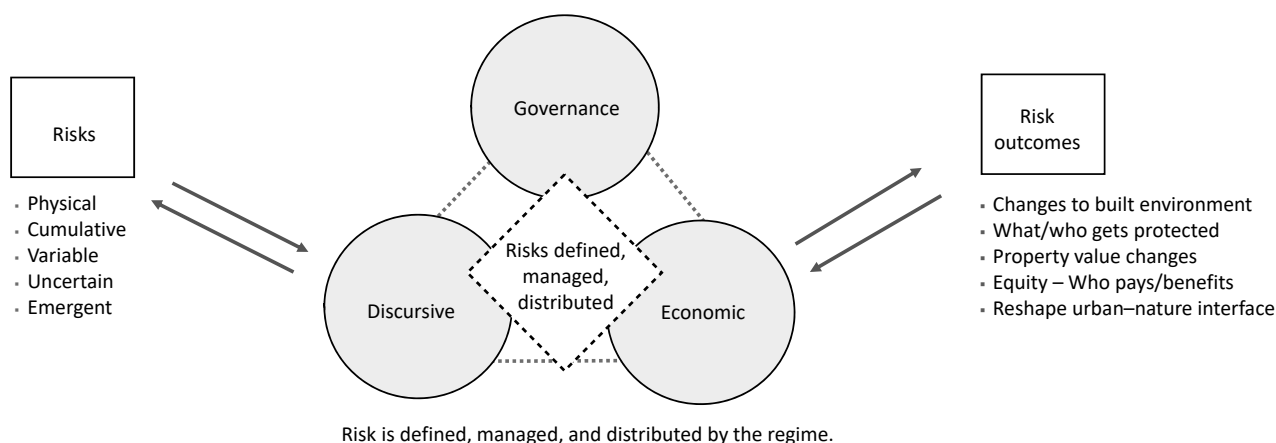 Governance
Risks
Risk
outcomes
Physical
Cumulative
Variable
Uncertain
Emergent
Risks defined,
managed,
distributed
Discursive
Economic
Changes to built environment
What/who gets protected
Property value changes
Equity – Who pays/benefits
Reshape urban–nature interface
Risk is defined, managed, and distributed by the regime.